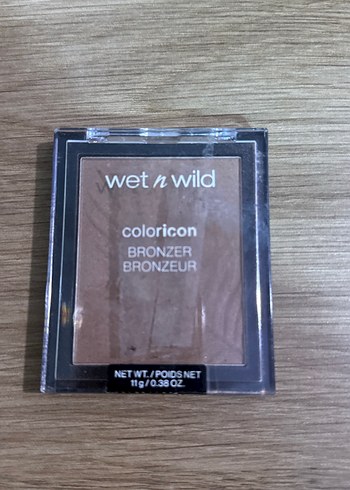 wet n wild
coloricon
BRONZER
BRONZEUR
NET WT./POIDS NET
11g/0.38 OZ.